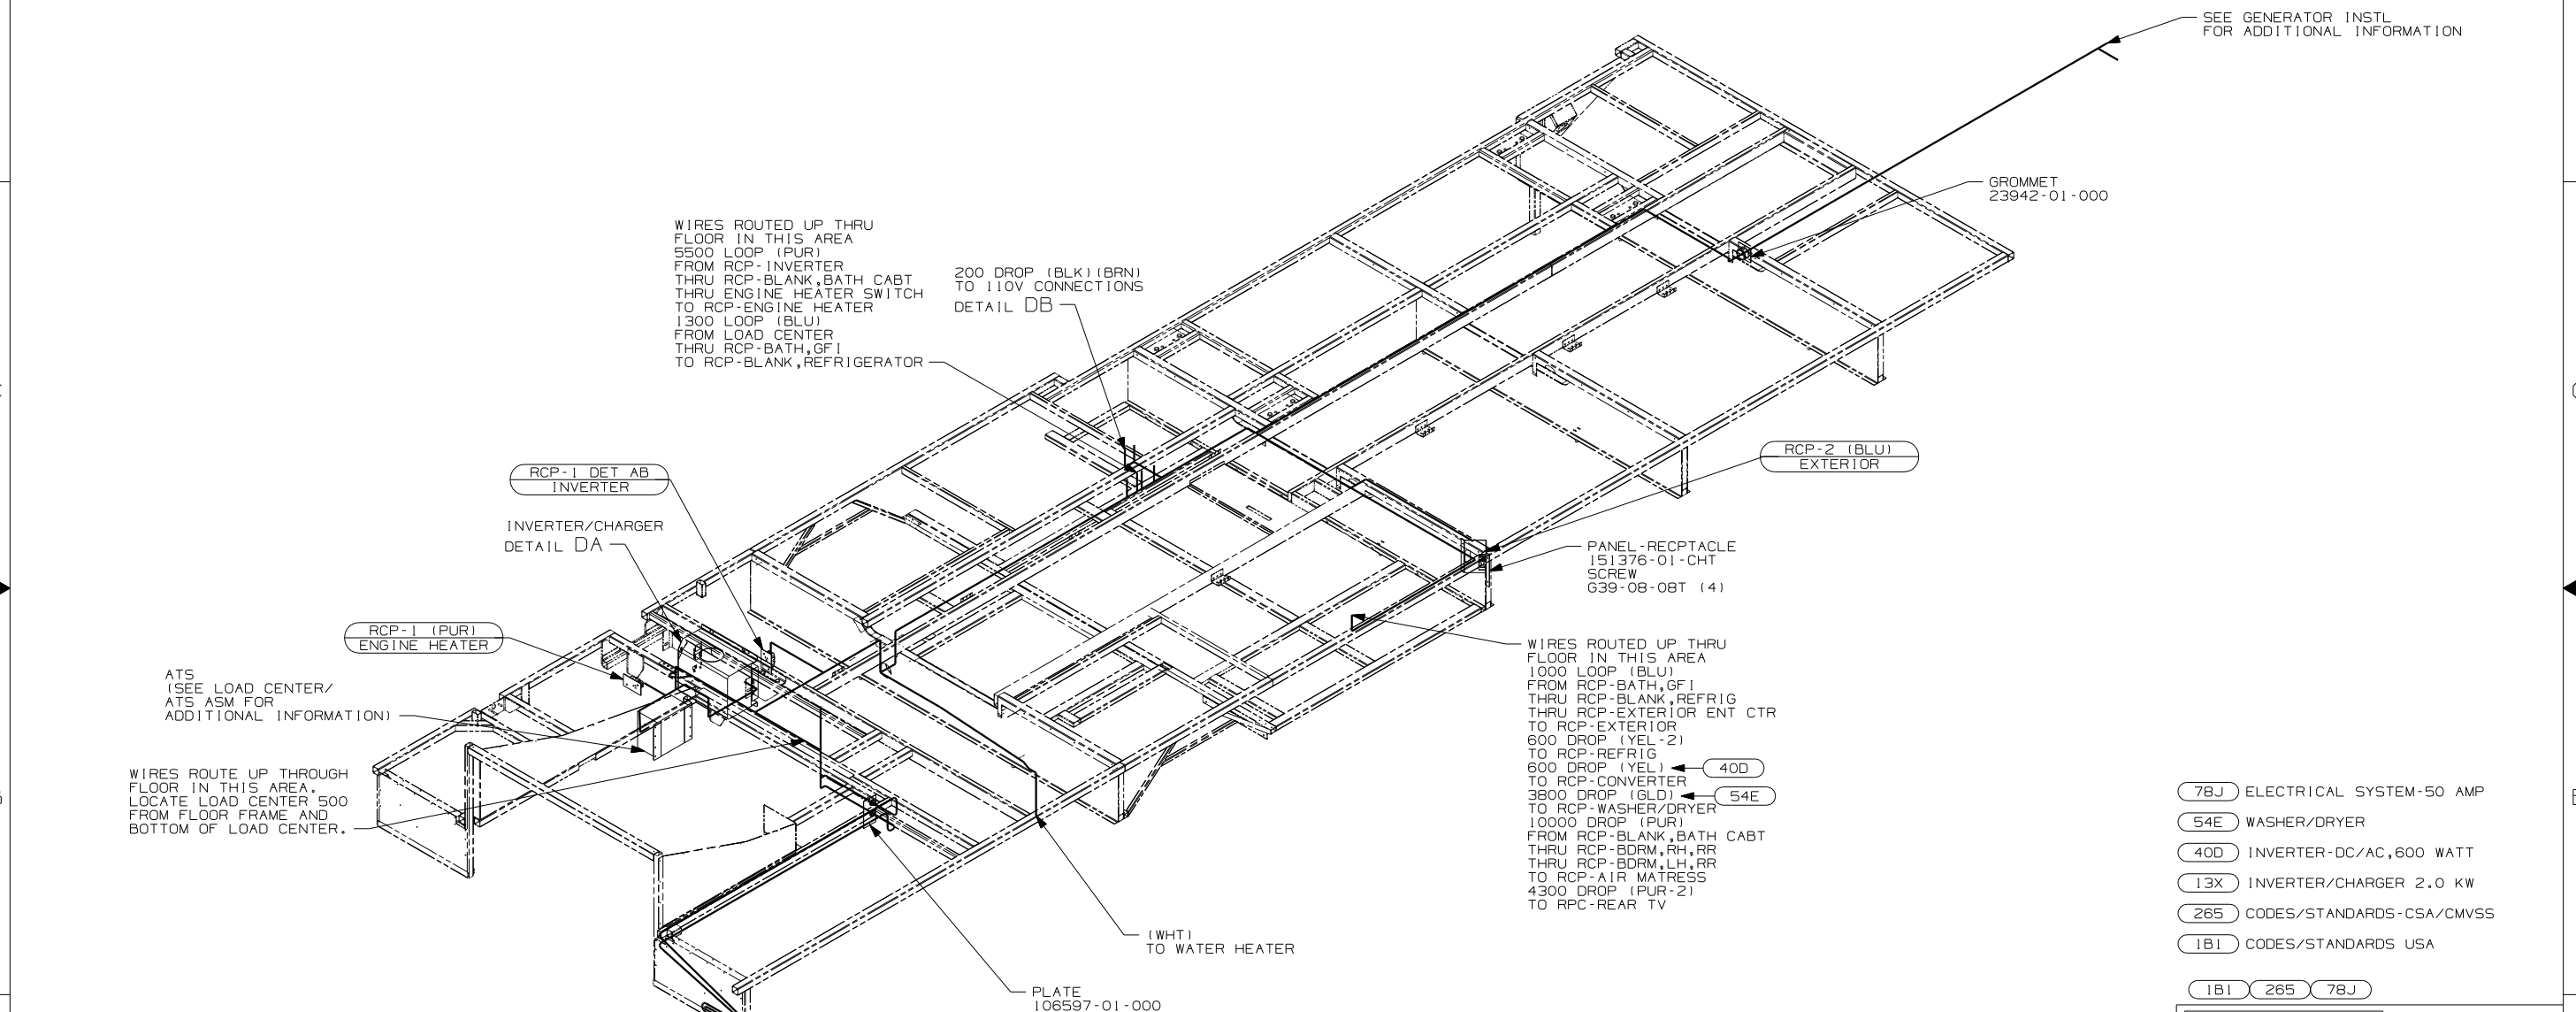 SEE GENERATOR INSTL
FOR ADDITIONAL INFORMATION
GROMMET
23942-01-000
WIRES ROUTED UP THRU
FLOOR IN THIS AREA
5500 LOOP (PUR)
FROM RCP-INVERTER
THRU RCP-BLANK,BATH CABT
THRU ENGINE HEATER SWITCH
TO RCP-ENGINE HEATER
1300 LOOP (BLU)
FROM LOAD CENTER
THRU RCP-BATH,GFI
TO RCP-BLANK,REFRIGERATOR
200 DROP (BLK)(BRN)
TO 110V CONNECTIONS
DETAIL DB
RCP-2 (BLU)
EXTERIOR
RCP-1 DET AB
INVERTER
INVERTER/CHARGER
DETAIL DA
PANEL-RECPTACLE
151376-01-CHT
SCREW
G39-08-08T (4)
RCP-1 (PUR)
ENGINE HEATER
ATS
(SEE LOAD CENTER/
ATS ASM FOR
ADDITIONAL INFORMATION)
WIRES ROUTE UP THROUGH
FLOOR IN THIS AREA.
LOCATE LOAD CENTER 500
FROM FLOOR FRAME AND
BOTTOM OF LOAD CENTER.
WIRES ROUTED UP THRU
FLOOR IN THIS AREA
1000 LOOP (BLU)
FROM RCP-BATH,GFI
THRU RCP-BLANK,REFRIG
THRU RCP-EXTERIOR ENT CTR
TO RCP-EXTERIOR
600 DROP (YEL-2)
TO RCP-REFRIG
600 DROP (YEL) 40D
TO RCP-CONVERTER
3800 DROP (GLD) 54E
TO RCP-WASHER/DRYER
10000 DROP (PUR)
FROM RCP-BLANK,BATH CABT
THRU RCP-BDRM,RH,RR
THRU RCP-BDRM,LH,RR
TO RCP-AIR MATRESS
4300 DROP (PUR-2)
TO RPC-REAR TV
(WHT)
TO WATER HEATER
PLATE
106597-01-000
78J ELECTRICAL SYSTEM-50 AMP
54E WASHER/DRYER
40D INVERTER-DC/AC,600 WATT
13X INVERTER/CHARGER 2.0 KW
265 CODES/STANDARDS-CSA/CMVSS
1B1 CODES/STANDARDS USA
1B1 265 78J